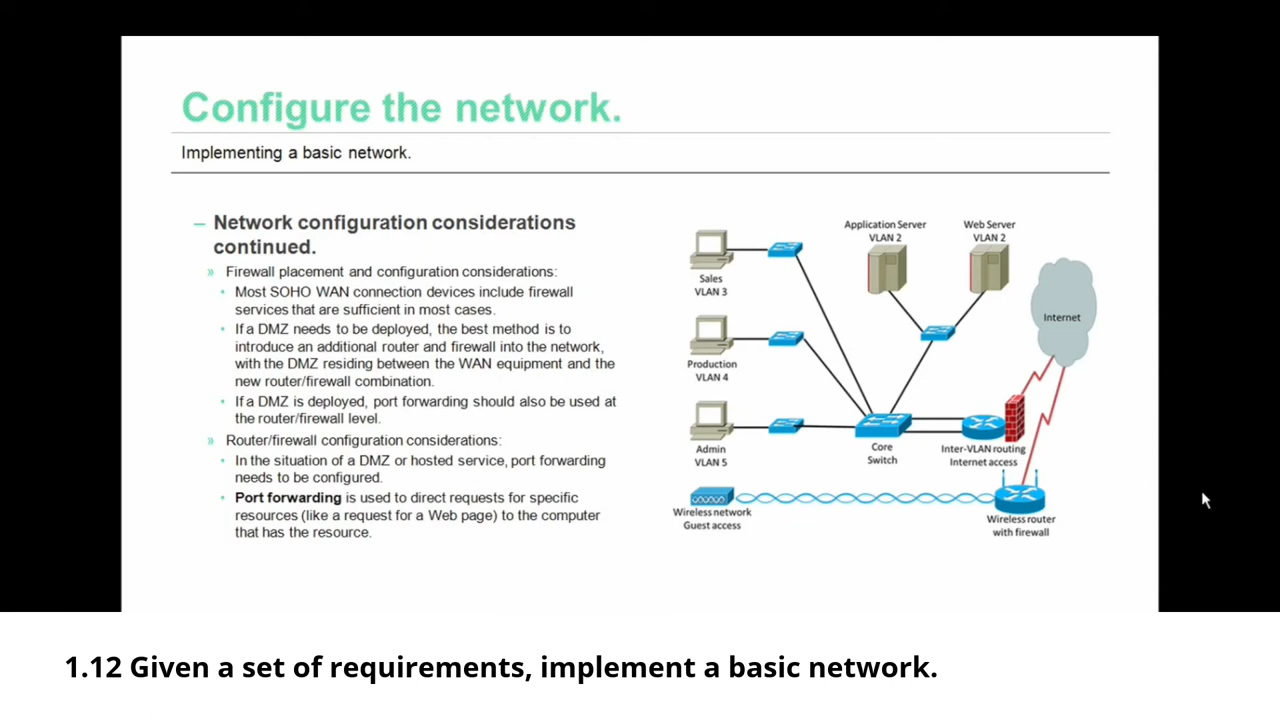 Configure the network.
Implementing a basic network.
– Network configuration considerations
continued.
» Firewall placement and configuration considerations:
• Most SOHO WAN connection devices include firewall
services that are sufficient in most cases.
• If a DMZ needs to be deployed, the best method is to
introduce an additional router and firewall into the network,
with the DMZ residing between the WAN equipment and the
new router/firewall combination.
• If a DMZ is deployed, port forwarding should also be used at
the router/firewall level.
» Router/firewall configuration considerations:
• In the situation of a DMZ or hosted service, port forwarding
needs to be configured.
• Port forwarding is used to direct requests for specific
resources (like a request for a Web page) to the computer
that has the resource.
Application Server
VLAN 2
Web Server
VLAN 2
Sales
VLAN 3
Internet
Production
VLAN 4
Admin
VLAN 5
Core
Switch
Inter-VLAN routing
Internet access
Wireless network
Guest access
Wireless router
with firewall
1.12 Given a set of requirements, implement a basic network.